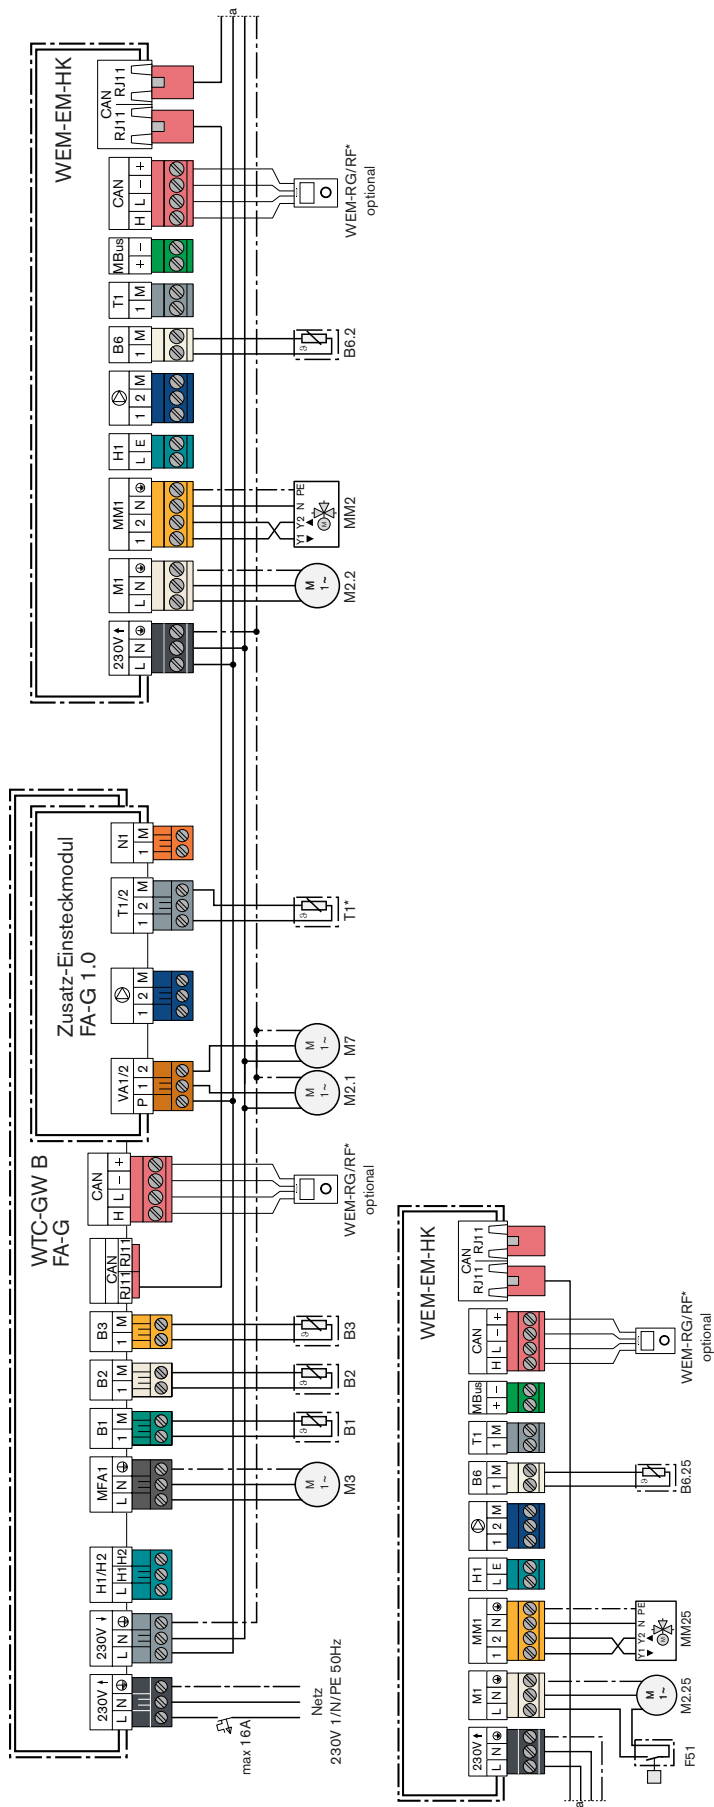 WTC-GW B
FA-G
230V
L N
230V
L N
H1/H2
L H1 H2
MFA1
L N
B1
1 M
B2
1 M
B3
1 M
CAN
RJ11 RJ11
CAN
H L − +
Zusatz-Einsteckmodul
FA-G 1.0
VA1/2
P 1 2
1 2 M
T1/2
1 2 M
N1
1 M
max 16A
Netz
230V 1/N/PE 50Hz
M
1~
M3
ϑ
B1
ϑ
B2
ϑ
B3
WEM-RG/RF*
optional
M
1~
M2.1
M
1~
M7
ϑ
T1*
WEM-EM-HK
230V
L N
M1
L N
MM1
1 2 N
H1
L E
1 2 M
B6
1 M
T1
1 M
MBus
+ −
CAN
H L − +
CAN
RJ11 RJ11
M
1~
M2.2
Y1 Y2 N PE
M
MM2
ϑ
B6.2
WEM-RG/RF*
optional
a
WEM-EM-HK
230V
L N
M1
L N
MM1
1 2 N
H1
L E
1 2 M
B6
1 M
T1
1 M
MBus
+ −
CAN
H L − +
CAN
RJ11 RJ11
a
F51
M
1~
M2.25
Y1 Y2 N PE
M
MM25
ϑ
B6.25
WEM-RG/RF*
optional